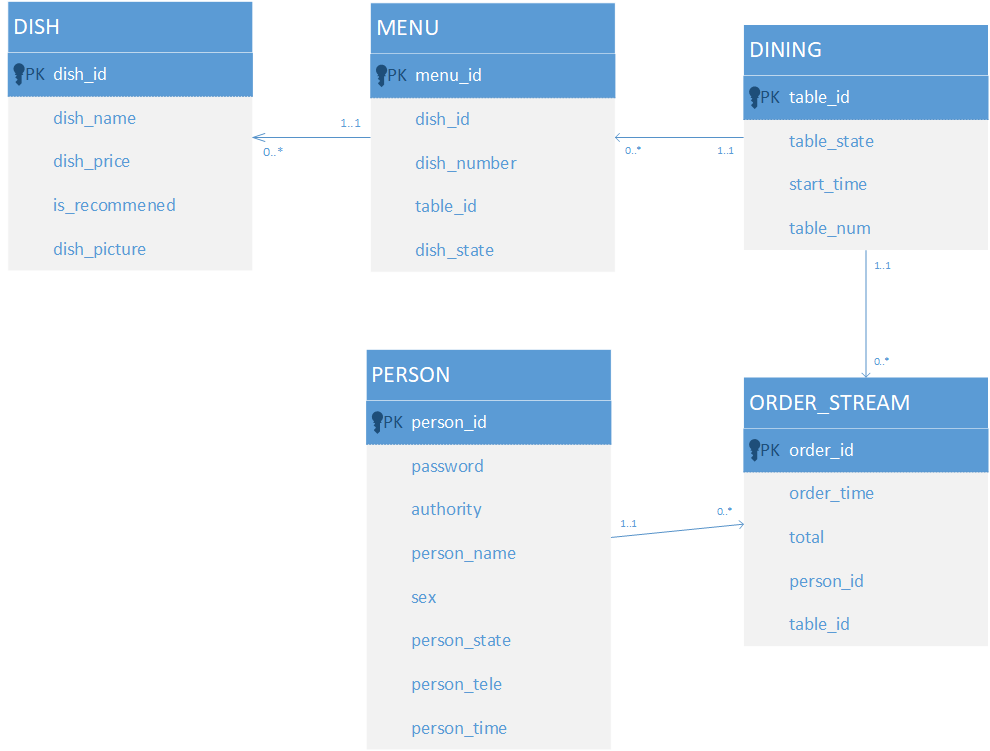 DISH
PK dish_id
dish_name
dish_price
is_recommened
dish_picture
1..1
0..*
MENU
PK menu_id
dish_id
dish_number
table_id
dish_state
0..*
1..1
DINING
PK table_id
table_state
start_time
table_num
1..1
0..*
PERSON
PK person_id
password
authority
person_name
sex
person_state
person_tele
person_time
1..1
0..*
ORDER_STREAM
PK order_id
order_time
total
person_id
table_id